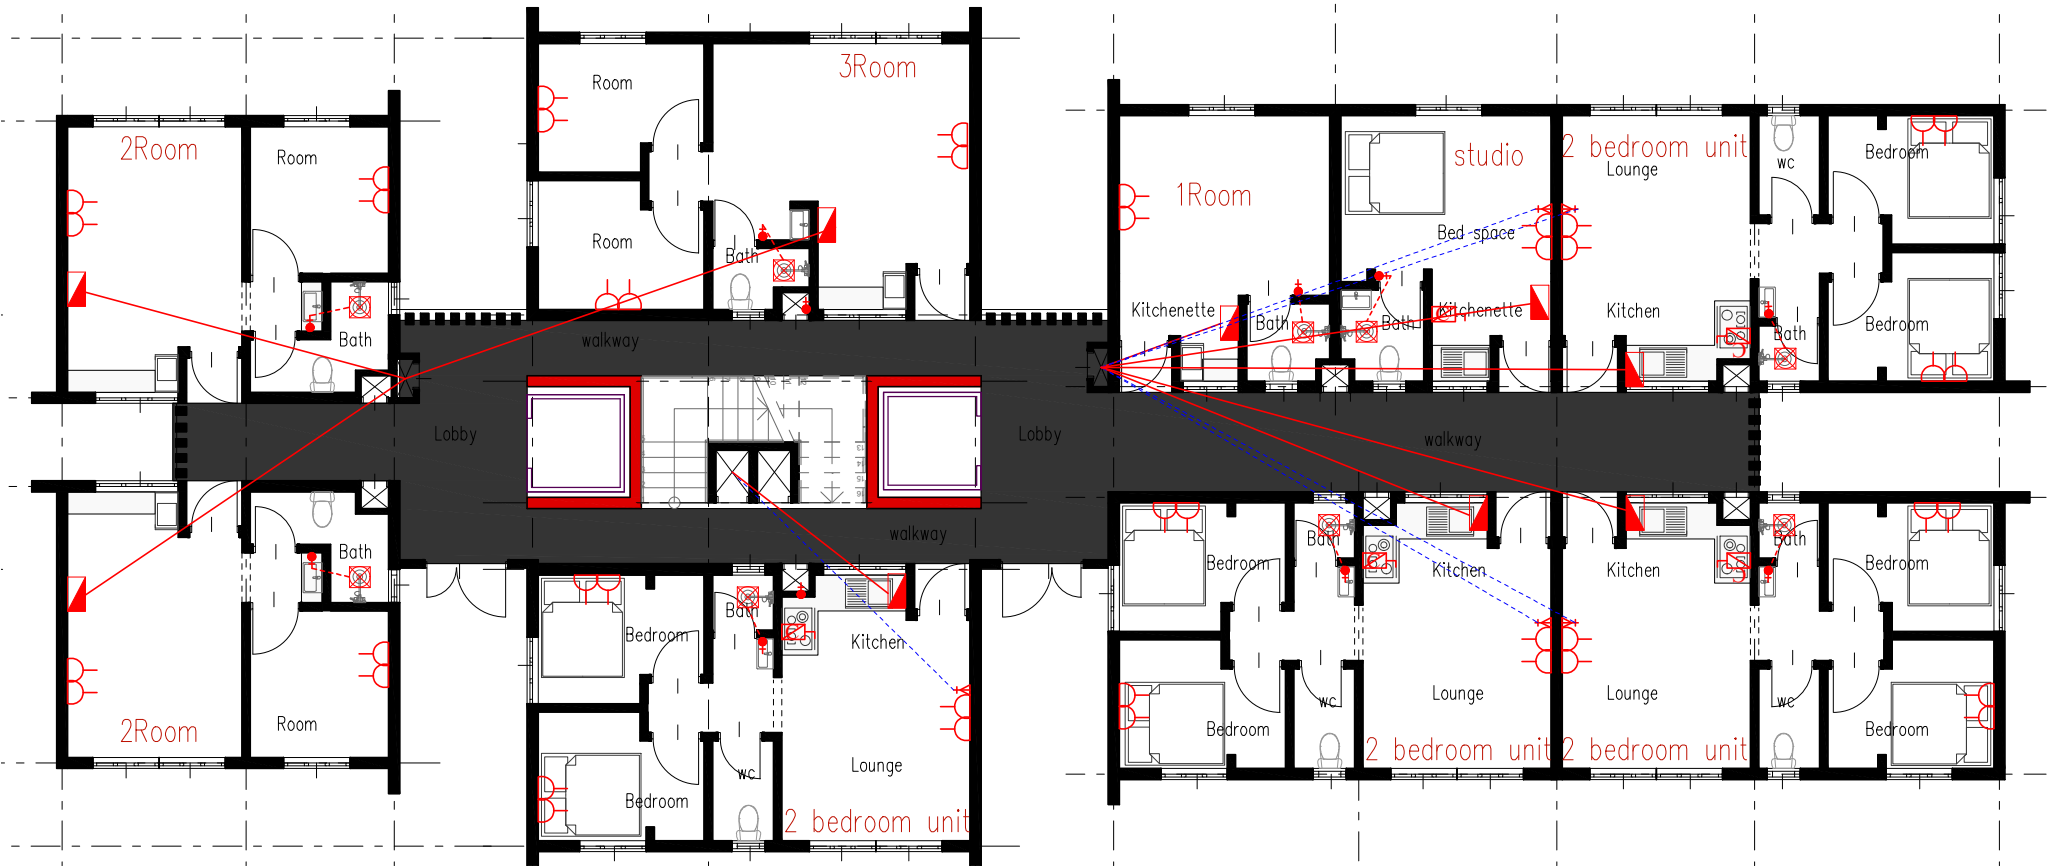 3Room
Room
2Room
Room
Room
Bath
Bath
walkway
Lobby
Lobby
walkway
2Room
Room
Bath
Bedroom
Bath
Kitchen
Bedroom
wc
Lounge
2 bedroom unit
1Room
studio
2 bedroom unit
Lounge
wc
Bedroom
Bed space
Kitchenette
Bath
Bath
Kitchenette
Kitchen
Bath
Bedroom
walkway
Bedroom
Bath
Kitchen
Kitchen
Bath
Bedroom
Bedroom
wc
Lounge
Lounge
wc
Bedroom
2 bedroom unit
2 bedroom unit